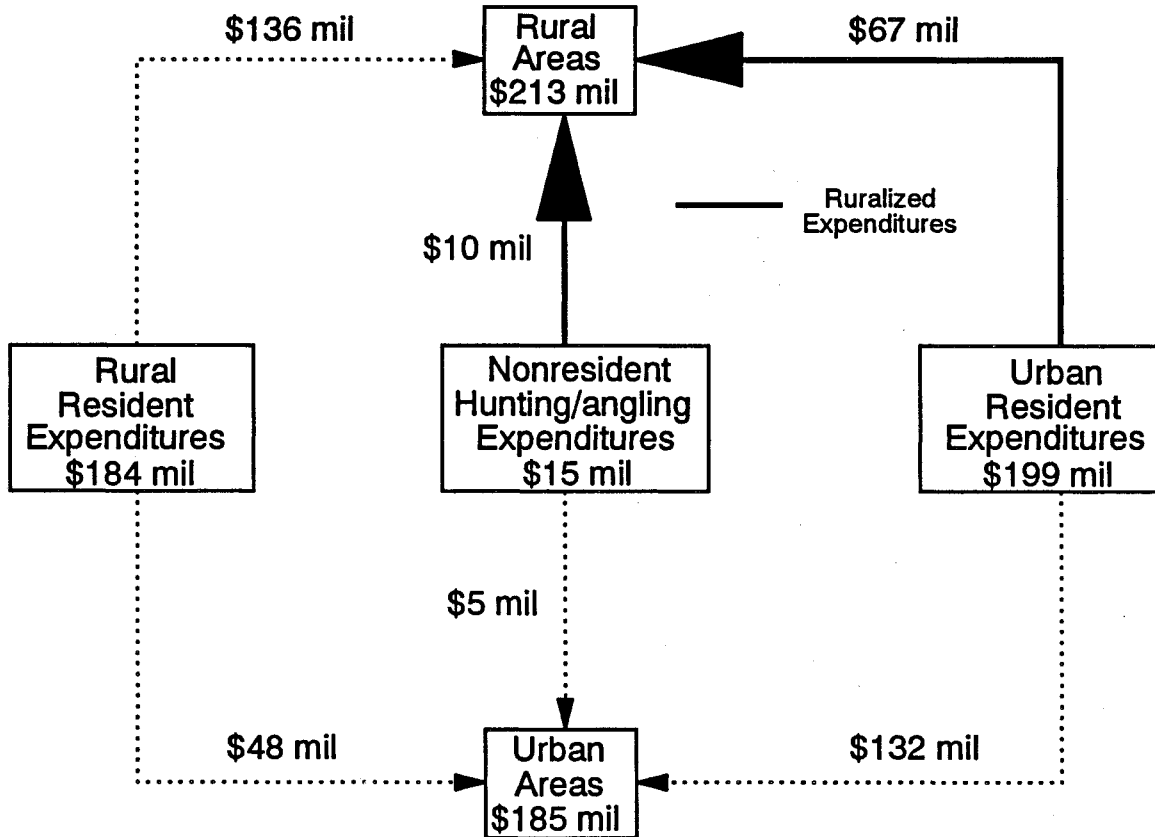 $136 mil
Rural
Areas
$213 mil
$67 mil
Ruralized
Expenditures
$10 mil
Rural
Resident
Expenditures
$184 mil
Nonresident
Hunting/angling
Expenditures
$15 mil
Urban
Resident
Expenditures
$199 mil
$5 mil
$48 mil
Urban
Areas
$185 mil
$132 mil